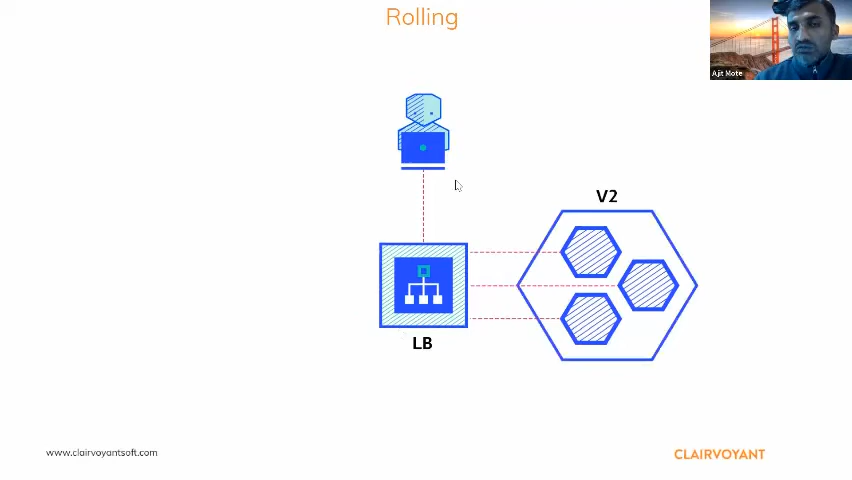 Rolling
Ajit Mote
V2
LB
www.clairvoyantsoft.com
CLAIRVOYANT